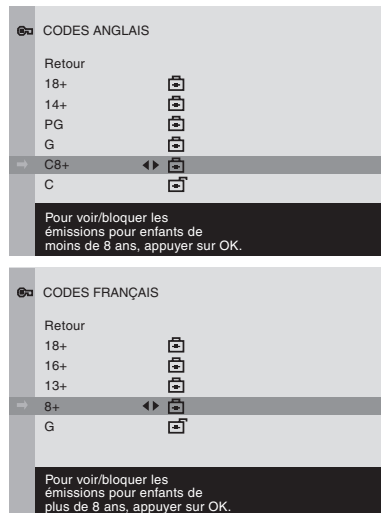 CODES ANGLAIS
Retour
18+
14+
PG
G
C8+
C
Pour voir/bloquer les
émissions pour enfants de
moins de 8 ans, appuyer sur OK.
CODES FRANÇAIS
Retour
18+
16+
13+
8+
G
Pour voir/bloquer les
émissions pour enfants de
plus de 8 ans, appuyer sur OK.